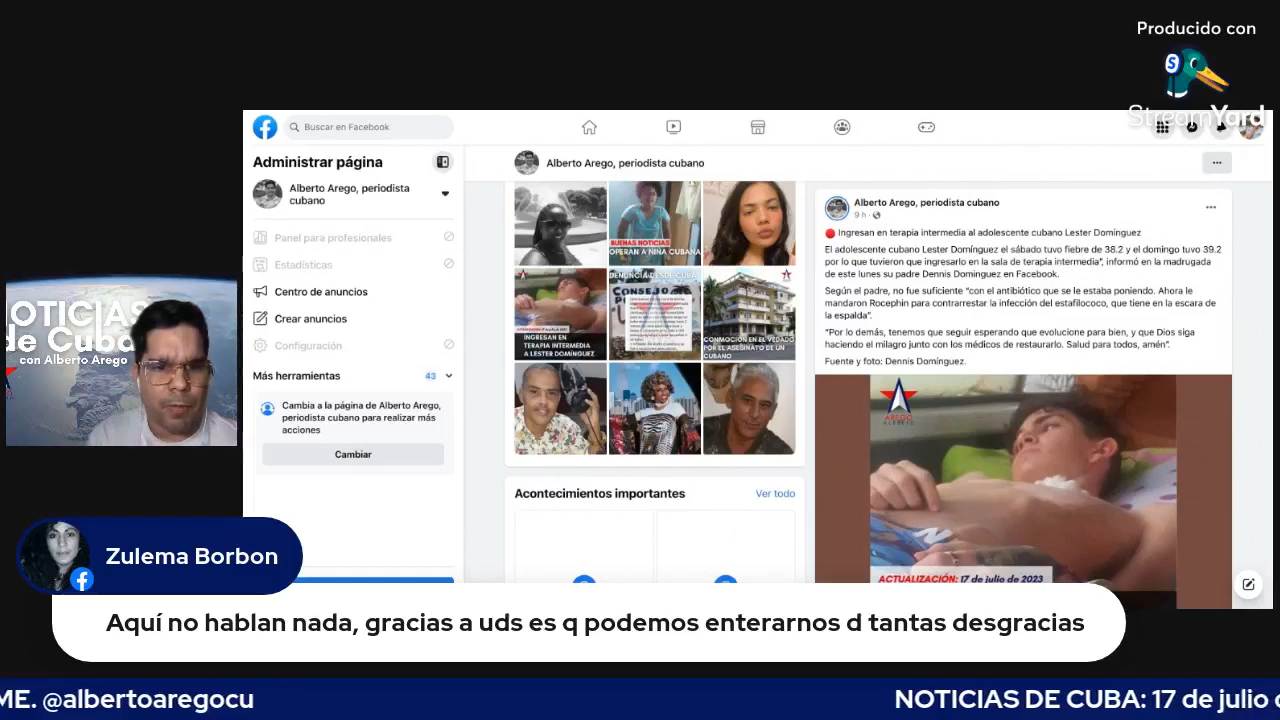 Producido con
StreamYard
Buscar en Facebook
Administrar página
Alberto Arego, periodista
cubano
Panel para profesionales
Estadísticas
Centro de anuncios
Crear anuncios
Configuración
Más herramientas
43
Cambia a la página de Alberto Arego,
periodista cubano para realizar más
acciones
Cambiar
Alberto Arego, periodista cubano
BUENAS NOTICIAS
OPERAN A NIÑA CUBANA
INGRESAN EN
TERAPIA INTERMEDIA
A LESTER DOMÍNGUEZ
DENUNCIA DESDE CUBA
CONMOCIÓN EN EL VEDADO
POR EL ASESINATO DE UN
CUBANO
Acontecimientos importantes
Ver todo
Alberto Arego, periodista cubano
9 h
Ingresan en terapia intermedia al adolescente cubano Lester Domínguez
El adolescente cubano Lester Domínguez el sábado tuvo fiebre de 38.2 y el domingo tuvo 39.2
por lo que tuvieron que ingresarlo en la sala de terapia intermedia", informó en la madrugada
de este lunes su padre Dennis Dominguez en Facebook.
Según el padre, no fue suficiente "con el antibiótico que se le estaba poniendo. Ahora le
mandaron Rocephin para contrarrestar la infección del estafilococo, que tiene en la escara de
la espalda".
"Por lo demás, tenemos que seguir esperando que evolucione para bien, y que Dios siga
haciendo el milagro junto con los médicos de restaurarlo. Salud para todos, amén".
Fuente y foto: Dennis Domínguez.
AREGO
ALBERTO
ACTUALIZACIÓN: 17 de julio de 2023
OTICIAS
de Cuba
con Alberto Arego
Zulema Borbon
Aquí no hablan nada, gracias a uds es q podemos enterarnos d tantas desgracias
ME. @albertoaregocu
NOTICIAS DE CUBA: 17 de julio